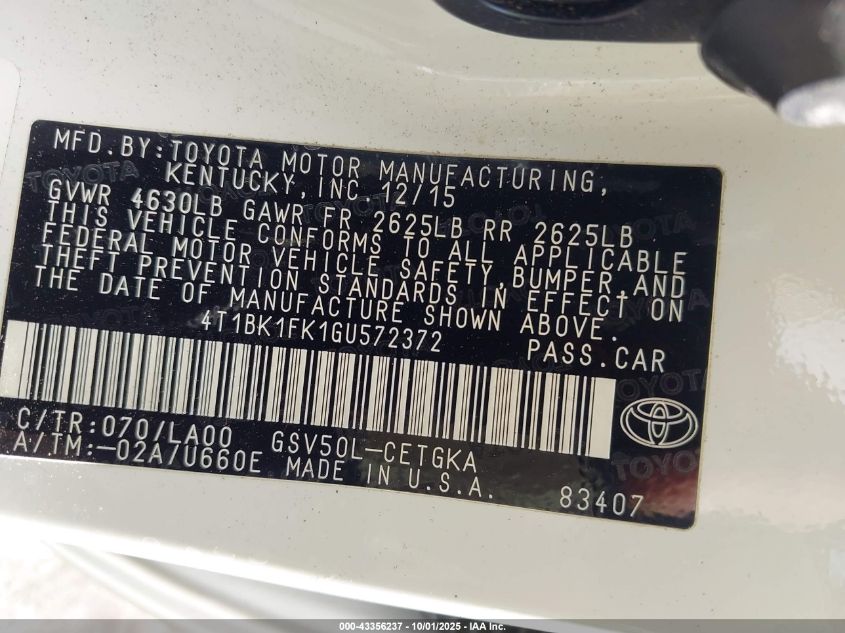 MFD.BY:TOYOTA MOTOR MANUFACTURING,
KENTUCKY,INC. 12/15
GVWR 4630LB GAWR FR 2625LB RR 2625LB
THIS VEHICLE CONFORMS TO ALL APPLICABLE
FEDERAL MOTOR VEHICLE SAFETY,BUMPER,AND
THEFT PREVENTION STANDARDS IN EFFECT ON
THE DATE OF MANUFACTURE SHOWN ABOVE.
4T1BK1FK1GU572372 PASS.CAR
C/TR:070/LA00 GSV50L-CETGKA
A/TM:-02A/U660E MADE IN U.S.A.
83407
000-43356237 - 10/01/2025 - IAA Inc.